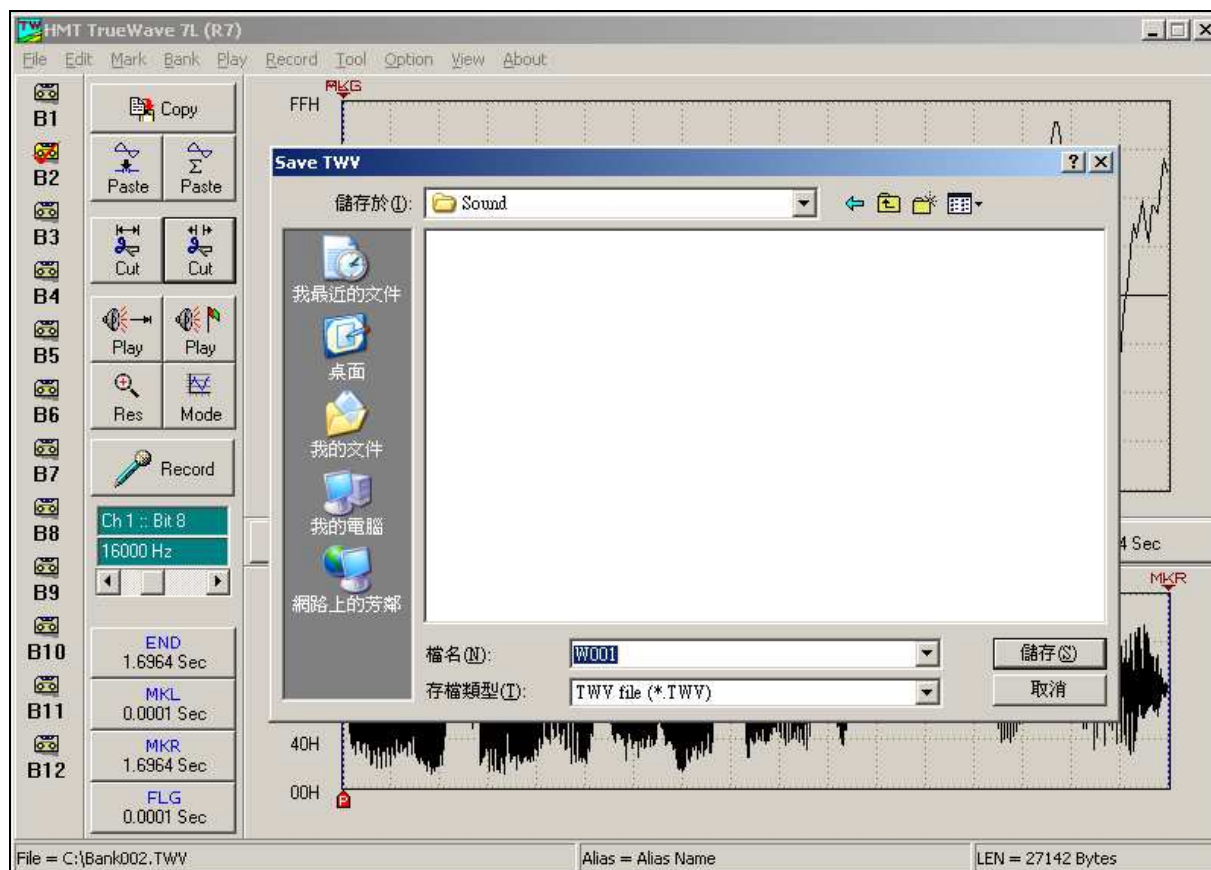 HMT TrueWave 7L (R7)
File Edit Mark Bank Play Record Tool Option View About
B1
B2
B3
B4
B5
B6
B7
B8
B9
B10
B11
B12
Copy
Paste Paste
Cut Cut
Play Play
Res Mode
Record
Ch 1 :: Bit 8
16000 Hz
END
1.6964 Sec
MKL
0.0001 Sec
MKR
1.6964 Sec
FLG
0.0001 Sec
MKG
FFH
Save TWV
儲存於(I): Sound
我最近的文件
桌面
我的文件
我的電腦
網路上的芳鄰
檔名(N): W001 儲存(S)
存檔類型(T): TWV file (*.TWV) 取消
4 Sec
MKR
40H
00H
P
File = C:\Bank002.TWV Alias = Alias Name LEN = 27142 Bytes